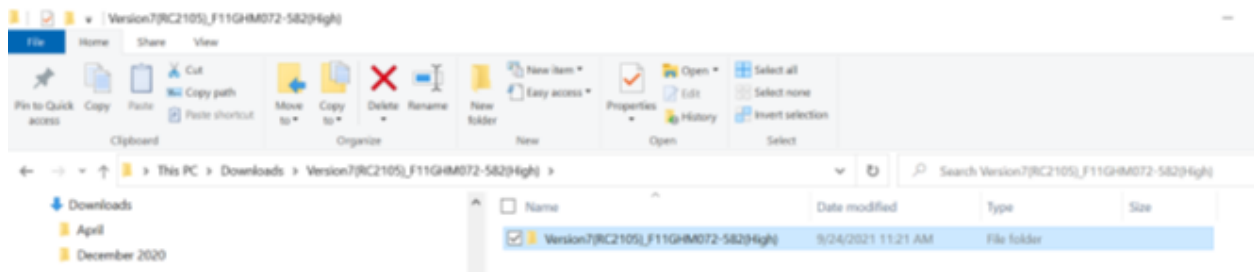 Version7(RC2105)_F11GHM072-582(High)
File Home Share View
Pin to Quick access
Copy
Paste
Cut
Copy path
Paste shortcut
Clipboard
Move to
Copy to
Delete
Rename
Organize
New folder
New item
Easy access
New
Properties
Open
Edit
History
Open
Select all
Select none
Invert selection
Select
This PC > Downloads > Version7(RC2105)_F11GHM072-582(High) >
Search Version7(RC2105)_F11GHM072-582(High)
Downloads
April
December 2020
Name Date modified Type Size
Version7(RC2105)_F11GHM072-582(High) 9/24/2021 11:21 AM File folder